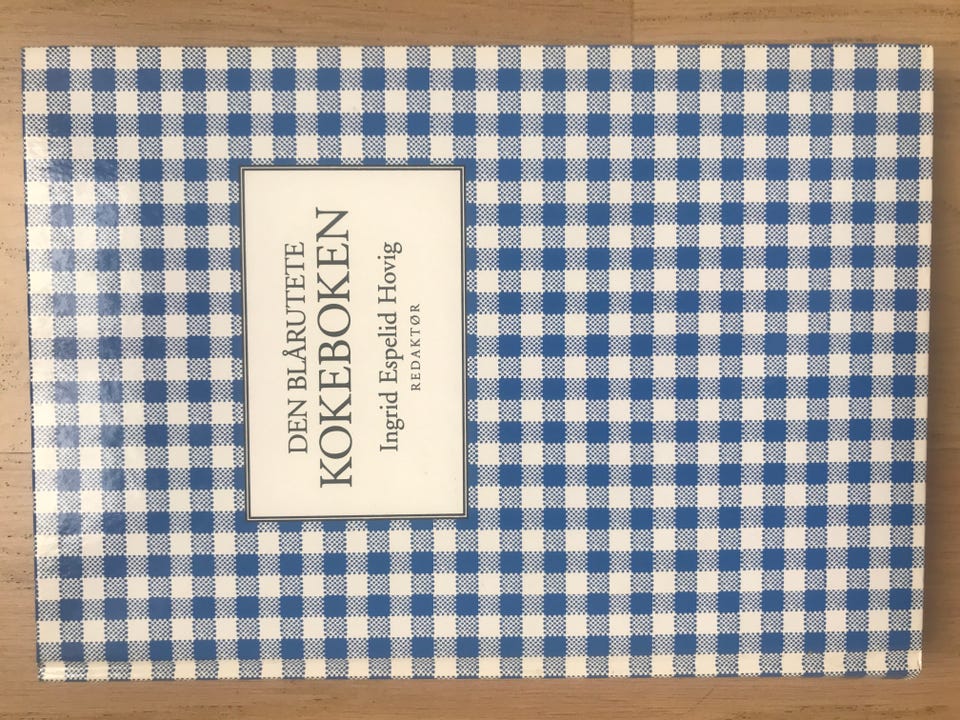 DEN BLÅRUTETE
KOKEBOKEN
Ingrid Espelid Hovig
REDAKTØR